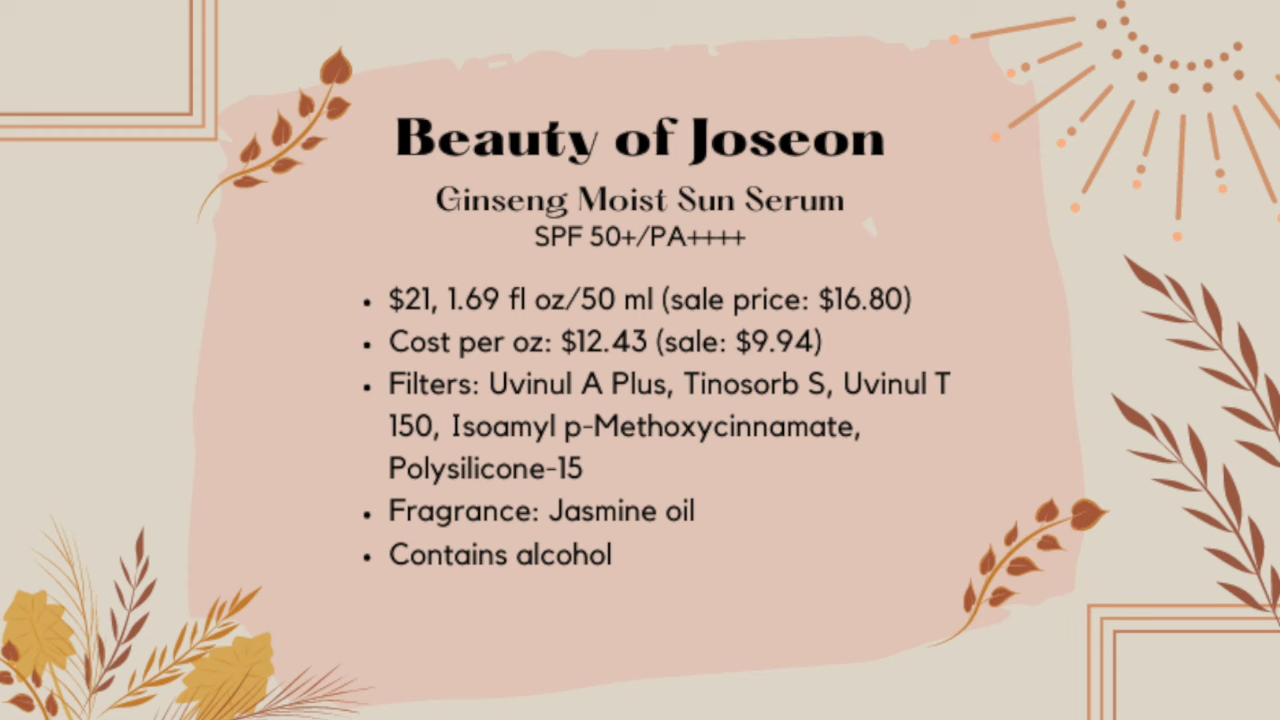 Beauty of Joseon
Ginseng Moist Sun Serum
SPF 50+/PA++++
• $21, 1.69 fl oz/50 ml (sale price: $16.80)
• Cost per oz: $12.43 (sale: $9.94)
• Filters: Uvinul A Plus, Tinosorb S, Uvinul T
150, Isoamyl p-Methoxycinnamate,
Polysilicone-15
• Fragrance: Jasmine oil
• Contains alcohol